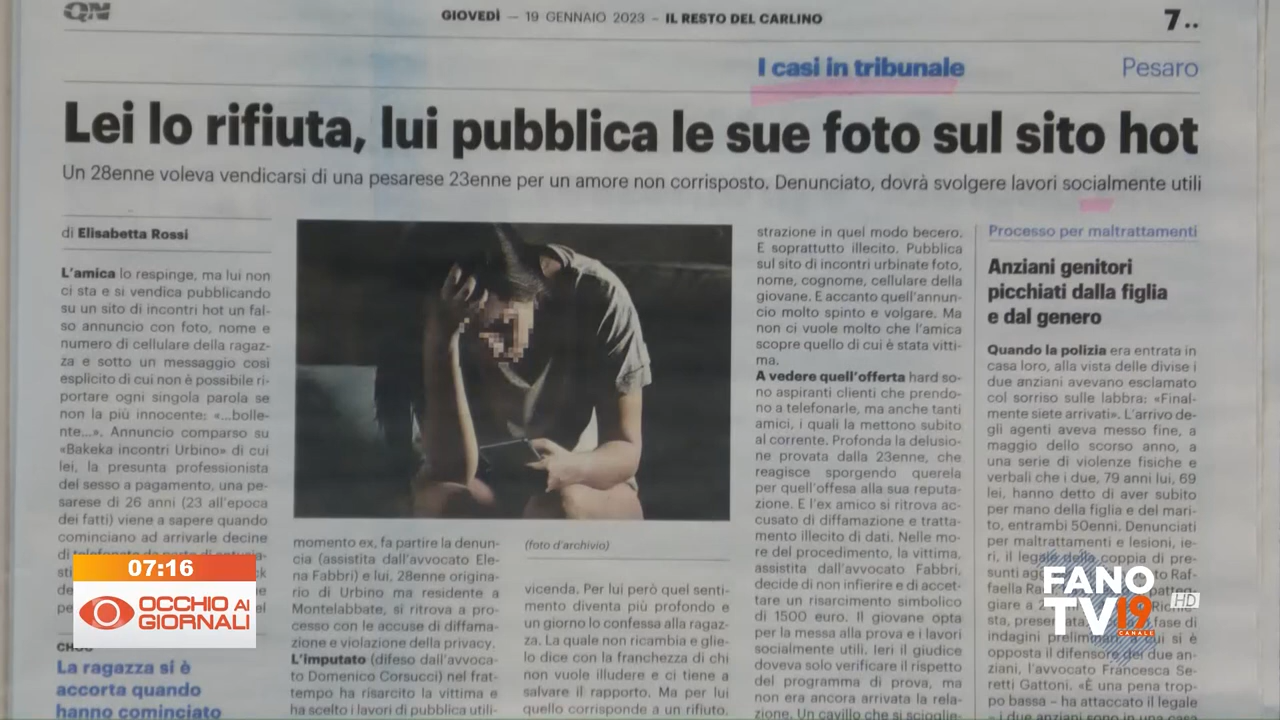 QN
GIOVEDÌ — 19 GENNAIO 2023 – IL RESTO DEL CARLINO
7..
I casi in tribunale
Pesaro
Lei lo rifiuta, lui pubblica le sue foto sul sito hot
Un 28enne voleva vendicarsi di una pesarese 23enne per un amore non corrisposto. Denunciato, dovrà svolgere lavori socialmente utili
di Elisabetta Rossi
L'amica lo respinge, ma lui non
ci sta e si vendica pubblicando
su un sito di incontri hot un fal-
so annuncio con foto, nome e
numero di cellulare della ragaz-
za e sotto un messaggio così
esplicito di cui non è possibile ri-
portare ogni singola parola se
non la più innocente: «...bolle-
nte...». Annuncio comparso su
«Bakeka incontri Urbino» di cui
lei, la presunta professionista
del sesso a pagamento, una pe-
sarese di 26 anni (23 all'epoca
dei fatti) viene a sapere quando
cominciano ad arrivarle decine
La ragazza si è
accorta quando
hanno cominciato
momento ex, fa partire la denun-
cia (assistita dall'avvocato Ele-
na Fabbri) e lui, 28enne origina-
rio di Urbino ma residente a
Montelabbate, si ritrova a pro-
cesso con le accuse di diffama-
zione e violazione della privacy.
L'imputato (difeso dall'avvoca-
to Domenico Corsucci) nel frat-
tempo ha risarcito la vittima e
ha scelto i lavori di pubblica utili-
(foto d'archivio)
vicenda. Per lui però quel senti-
mento diventa più profondo e
un giorno lo confessa alla ragaz-
za. La quale non ricambia e glie-
lo dice con la franchezza di chi
non vuole illudere e ci tiene a
salvare il rapporto. Ma per lui
quello corrisponde a un rifiuto.
strazione in quel modo becero.
E soprattutto illecito. Pubblica
sul sito di incontri urbinate foto,
nome, cognome, cellulare della
giovane. E accanto quell'annun-
cio molto spinto e volgare. Ma
non ci vuole molto che l'amica
scopre quello di cui è stata vitti-
ma.
A vedere quell'offerta hard so-
no aspiranti clienti che prendo-
no a telefonarle, ma anche tanti
amici, i quali la mettono subito
al corrente. Profonda la delusio-
ne provata dalla 23enne, che
reagisce sporgendo querela
per quell'offesa alla sua reputa-
zione. E l'ex amico si ritrova ac-
cusato di diffamazione e tratta-
mento illecito di dati. Nelle mo-
re del procedimento, la vittima,
assistita dall'avvocato Fabbri,
decide di non infierire e di accet-
tare un risarcimento simbolico
di 1500 euro. Il giovane opta
per la messa alla prova e i lavori
socialmente utili. Ieri il giudice
doveva solo verificare il rispetto
del programma di prova, ma
non era ancora arrivata la rela-
zione. Un cavillo che si scioglie-
Processo per maltrattamenti
Anziani genitori
picchiati dalla figlia
e dal genero
Quando la polizia era entrata in
casa loro, alla vista delle divise i
due anziani avevano esclamato
col sorriso sulle labbra: «Final-
mente siete arrivati». L'arrivo de-
gli agenti aveva messo fine, a
maggio dello scorso anno, a
una serie di violenze fisiche e
verbali che i due, 79 anni lui, 69
lei, hanno detto di aver subito
per mano della figlia e del mari-
to, entrambi 50enni. Denunciati
per maltrattamenti e lesioni, ie-
ri, il legale della coppia di pre-
sunti
faella
giare a
sta, fase di
indagini si è
opposta il difensore dei due an-
ziani, l'avvocato Francesca Se-
retti Gattoni. «È una pena trop-
po bassa – ha attaccato il legale
07:16
OCCHIO AI
GIORNALI
FANO
TV 19
CANALE
HD